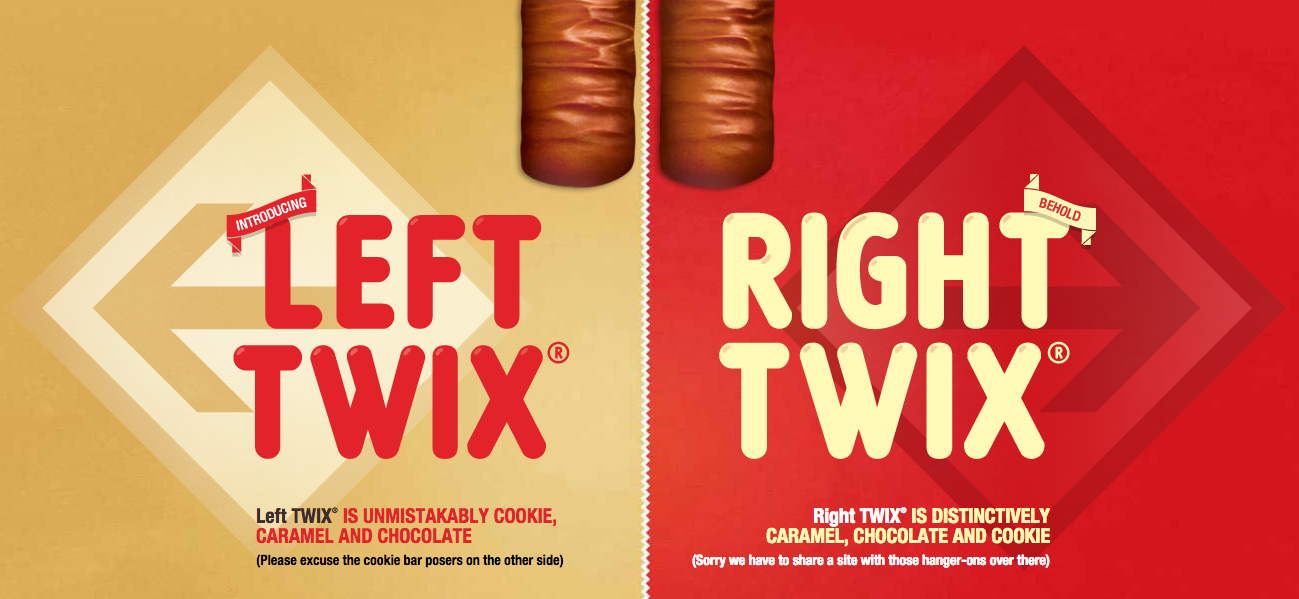 INTRODUCING
LEFT
TWIX®
Left TWIX® IS UNMISTAKABLY COOKIE,
CARAMEL AND CHOCOLATE
(Please excuse the cookie bar posers on the other side)
BEHOLD
RIGHT
TWIX®
Right TWIX® IS DISTINCTIVELY
CARAMEL, CHOCOLATE AND COOKIE
(Sorry we have to share a site with those hanger-ons over there)